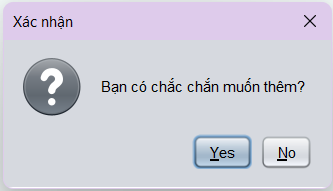 Xác nhận
Bạn có chắc chắn muốn thêm?
Yes No